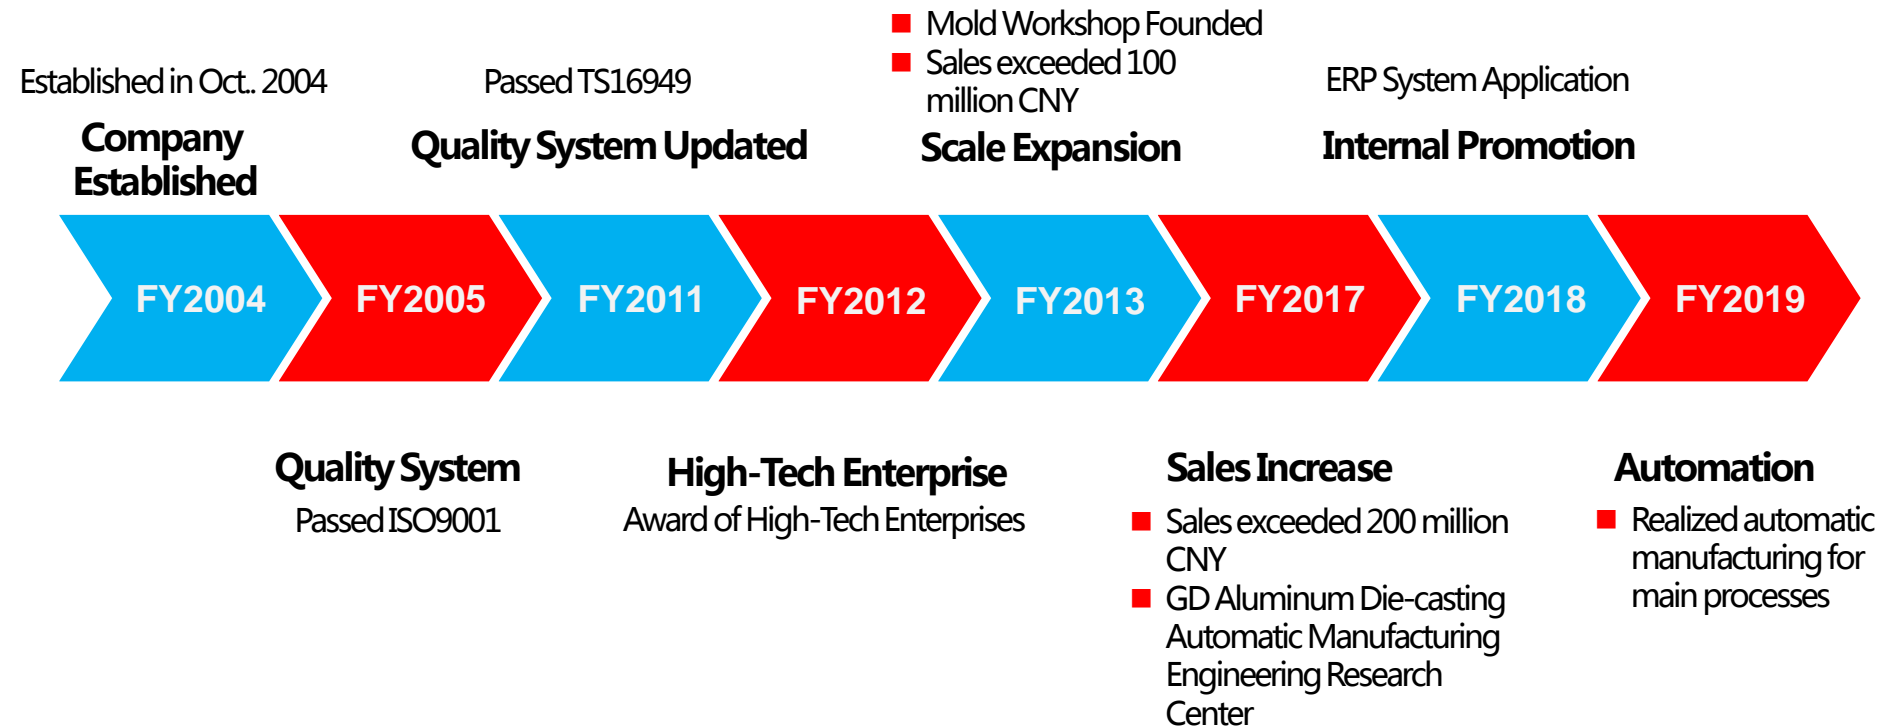 Mold Workshop Founded
Sales exceeded 100
million CNY
Established in Oct.. 2004
Passed TS16949
ERP System Application
Company
Established
Quality System Updated
Scale Expansion
Internal Promotion
FY2004
FY2005
FY2011
FY2012
FY2013
FY2017
FY2018
FY2019
Quality System
Passed ISO9001
High-Tech Enterprise
Award of High-Tech Enterprises
Sales Increase
Sales exceeded 200 million
CNY
GD Aluminum Die-casting
Automatic Manufacturing
Engineering Research
Center
Automation
Realized automatic
manufacturing for
main processes